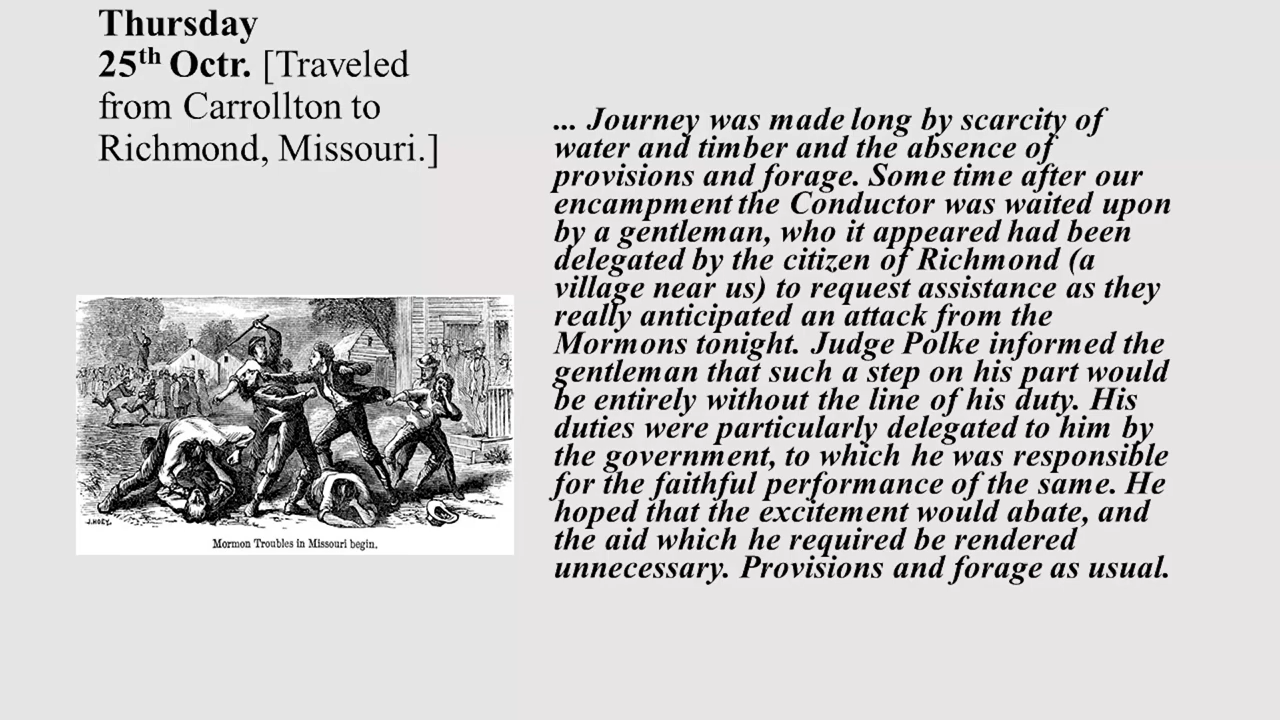 Thursday
25th Octr. [Traveled
from Carrollton to
Richmond, Missouri.]
... Journey was made long by scarcity of
water and timber and the absence of
provisions and forage. Some time after our
encampment the Conductor was waited upon
by a gentleman, who it appeared had been
delegated by the citizen of Richmond (a
village near us) to request assistance as they
really anticipated an attack from the
Mormons tonight. Judge Polke informed the
gentleman that such a step on his part would
be entirely without the line of his duty. His
duties were particularly delegated to him by
the government, to which he was responsible
for the faithful performance of the same. He
hoped that the excitement would abate, and
the aid which he required be rendered
unnecessary. Provisions and forage as usual.
J.HOEY.
Mormon Troubles in Missouri begin.